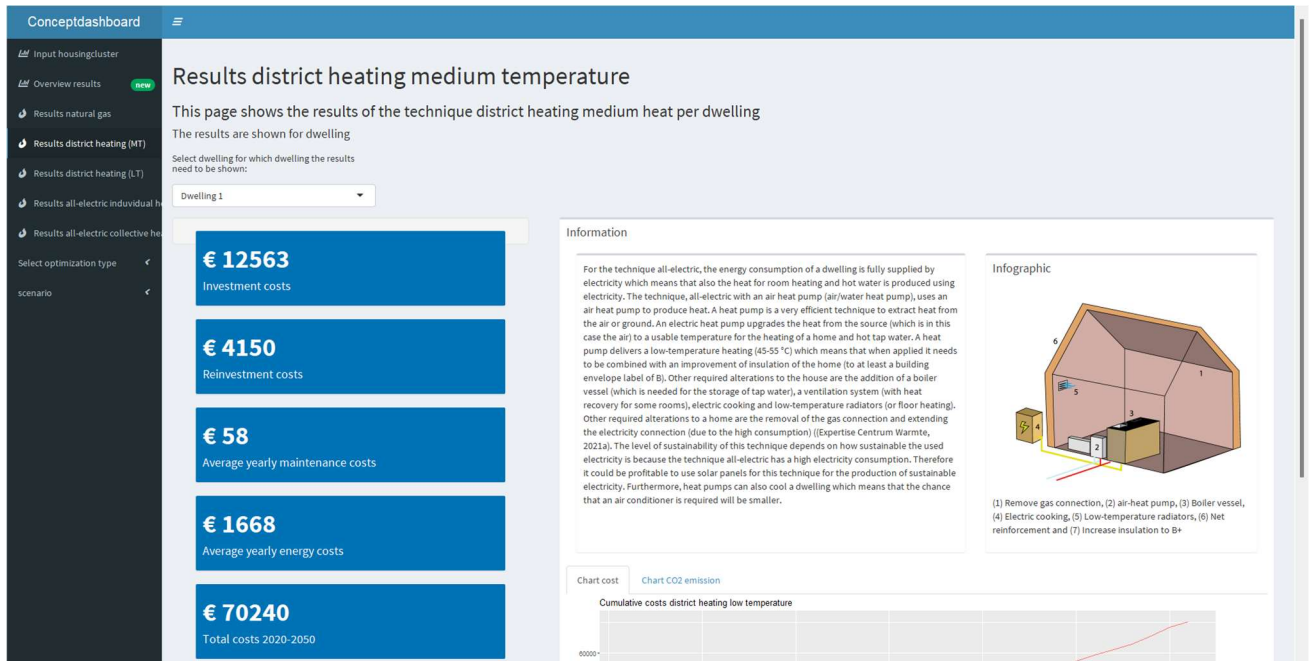 Conceptdashboard
Input housingcluster
Overview results new
Results natural gas
Results district heating (MT)
Results district heating (LT)
Results all-electric induvidual h
Results all-electric collective he
Select optimization type
scenario
Results district heating medium temperature
This page shows the results of the technique district heating medium heat per dwelling
The results are shown for dwelling
Select dwelling for which dwelling the results
need to be shown:
Dwelling 1
€ 12563
Investment costs
€ 4150
Reinvestment costs
€ 58
Average yearly maintenance costs
€ 1668
Average yearly energy costs
€ 70240
Total costs 2020-2050
Information
For the technique all-electric, the energy consumption of a dwelling is fully supplied by
electricity which means that also the heat for room heating and hot water is produced using
electricity. The technique, all-electric with an air heat pump (air/water heat pump), uses an
air heat pump to produce heat. A heat pump is a very efficient technique to extract heat from
the air or ground. An electric heat pump upgrades the heat from the source (which is in this
case the air) to a usable temperature for the heating of a home and hot tap water. A heat
pump delivers a low-temperature heating (45-55 °C) which means that when applied it needs
to be combined with an improvement of insulation of the home (to at least a building
envelope label of B). Other required alterations to the house are the addition of a boiler
vessel (which is needed for the storage of tap water), a ventilation system (with heat
recovery for some rooms), electric cooking and low-temperature radiators (or floor heating).
Other required alterations to a home are the removal of the gas connection and extending
the electricity connection (due to the high consumption) ((Expertise Centrum Warmte,
2021a). The level of sustainability of this technique depends on how sustainable the used
electricity is because the technique all-electric has a high electricity consumption. Therefore
it could be profitable to use solar panels for this technique for the production of sustainable
electricity. Furthermore, heat pumps can also cool a dwelling which means that the chance
that an air conditioner is required will be smaller.
Infographic
6
1
5
3
4
2
(1) Remove gas connection, (2) air-heat pump, (3) Boiler vessel,
(4) Electric cooking, (5) Low-temperature radiators, (6) Net
reinforcement and (7) Increase insulation to B+
Chart cost Chart CO2 emission
Cumulative costs district heating low temperature
60000